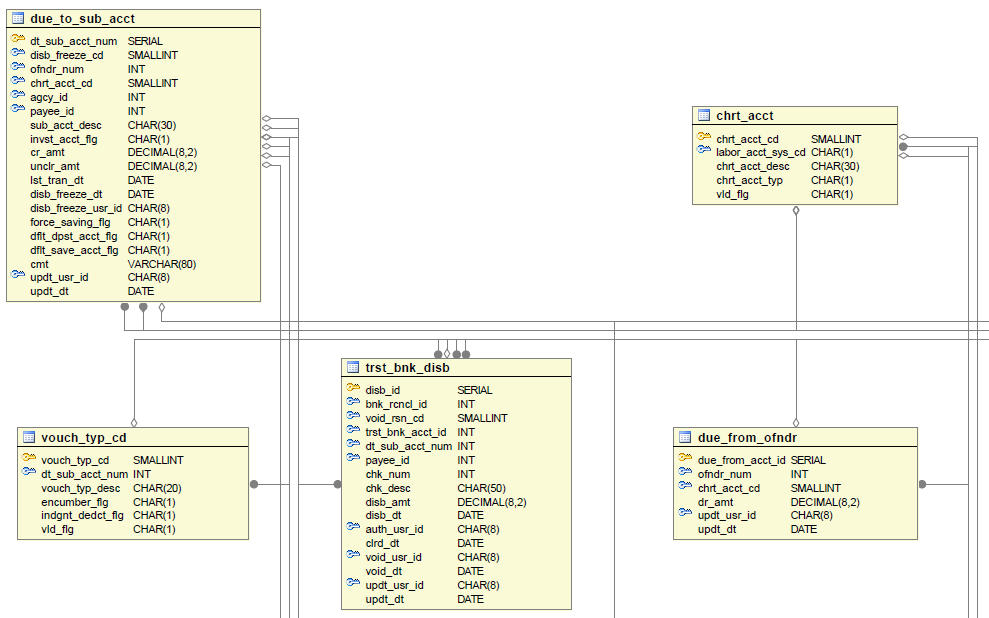 due_to_sub_acct
dt_sub_acct_num SERIAL
disb_freeze_cd SMALLINT
ofndr_num INT
chrt_acct_cd SMALLINT
agcy_id INT
payee_id INT
sub_acct_desc CHAR(30)
invst_acct_flg CHAR(1)
cr_amt DECIMAL(8,2)
unclr_amt DECIMAL(8,2)
lst_tran_dt DATE
disb_freeze_dt DATE
disb_freeze_usr_id CHAR(8)
force_saving_flg CHAR(1)
dflt_dpst_acct_flg CHAR(1)
dflt_save_acct_flg CHAR(1)
cmt VARCHAR(80)
updt_usr_id CHAR(8)
updt_dt DATE
chrt_acct
chrt_acct_cd SMALLINT
labor_acct_sys_cd CHAR(1)
chrt_acct_desc CHAR(30)
chrt_acct_typ CHAR(1)
vld_flg CHAR(1)
vouch_typ_cd
vouch_typ_cd SMALLINT
dt_sub_acct_num INT
vouch_typ_desc CHAR(20)
encumber_flg CHAR(1)
indgnt_dedct_flg CHAR(1)
vld_flg CHAR(1)
trst_bnk_disb
disb_id SERIAL
bnk_rcncl_id INT
void_rsn_cd SMALLINT
trst_bnk_acct_id INT
dt_sub_acct_num INT
payee_id INT
chk_num INT
chk_desc CHAR(50)
disb_amt DECIMAL(8,2)
disb_dt DATE
auth_usr_id CHAR(8)
clrd_dt DATE
void_usr_id CHAR(8)
void_dt DATE
updt_usr_id CHAR(8)
updt_dt DATE
due_from_ofndr
due_from_acct_id SERIAL
ofndr_num INT
chrt_acct_cd SMALLINT
dr_amt DECIMAL(8,2)
updt_usr_id CHAR(8)
updt_dt DATE